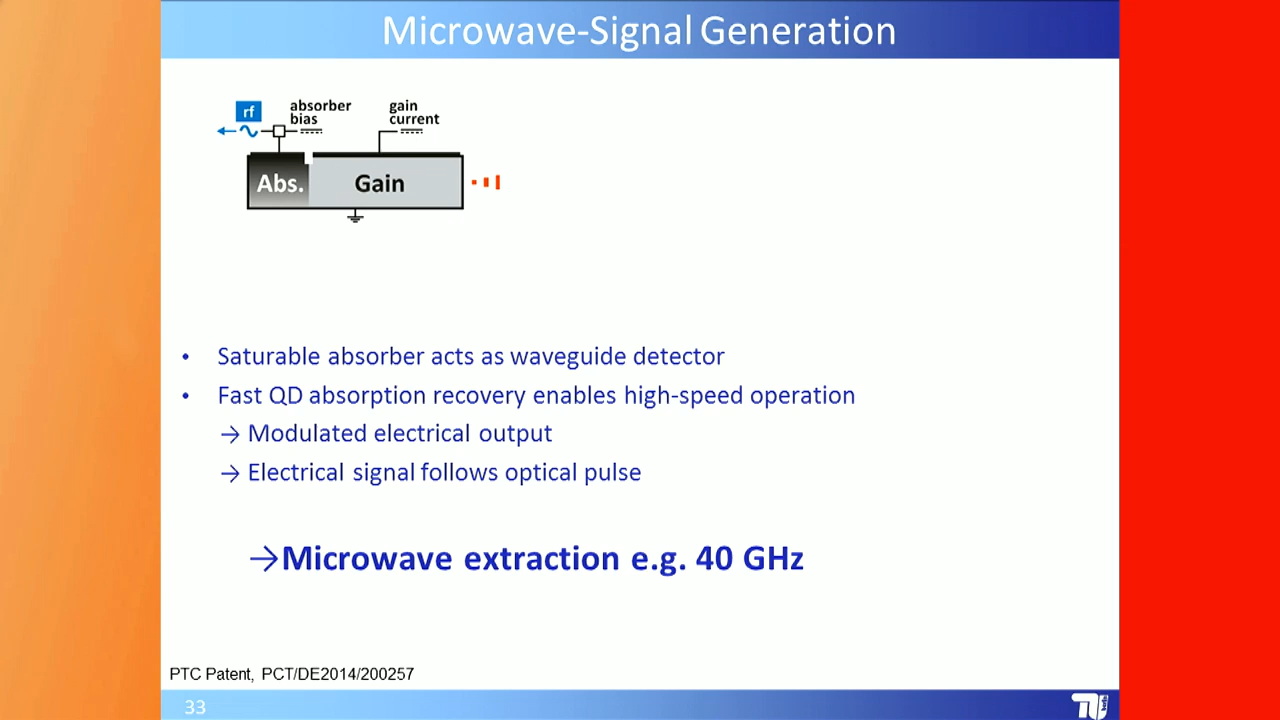 Microwave-Signal Generation
rf
absorber
bias
gain
current
Abs.
Gain
• Saturable absorber acts as waveguide detector
• Fast QD absorption recovery enables high-speed operation
→ Modulated electrical output
→ Electrical signal follows optical pulse
→Microwave extraction e.g. 40 GHz
PTC Patent, PCT/DE2014/200257
33